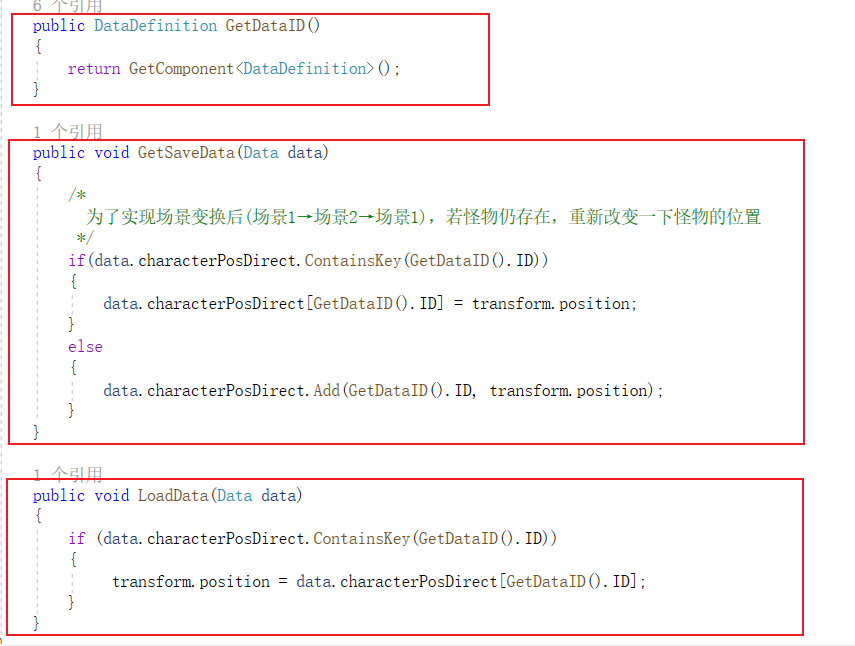 6 个引用
public DataDefinition GetDataID()
{
return GetComponent<DataDefinition>();
}
1 个引用
public void GetSaveData(Data data)
{
/*
为了实现场景变换后(场景1→场景2→场景1)，若怪物仍存在，重新改变一下怪物的位置
*/
if(data.characterPosDirect.ContainsKey(GetDataID().ID))
{
data.characterPosDirect[GetDataID().ID] = transform.position;
}
else
{
data.characterPosDirect.Add(GetDataID().ID, transform.position);
}
}
1 个引用
public void LoadData(Data data)
{
if (data.characterPosDirect.ContainsKey(GetDataID().ID))
{
transform.position = data.characterPosDirect[GetDataID().ID];
}
}